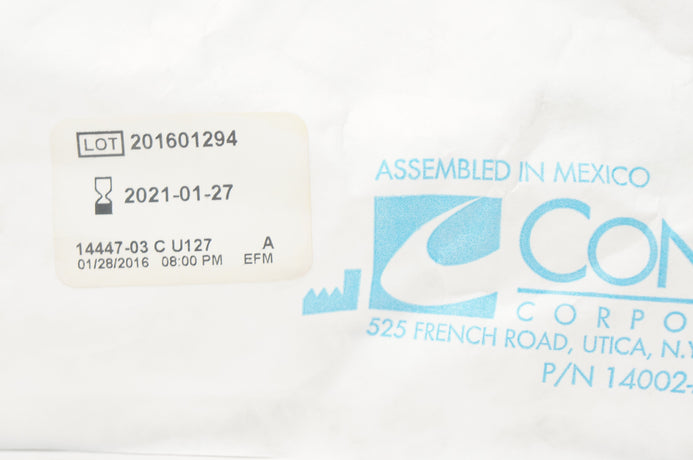 LOT 201601294
2021-01-27
14447-03 C U127 A
01/28/2016 08:00 PM EFM
ASSEMBLED IN MEXICO
CON
CORPO
525 FRENCH ROAD, UTICA, N.Y
P/N 14002-